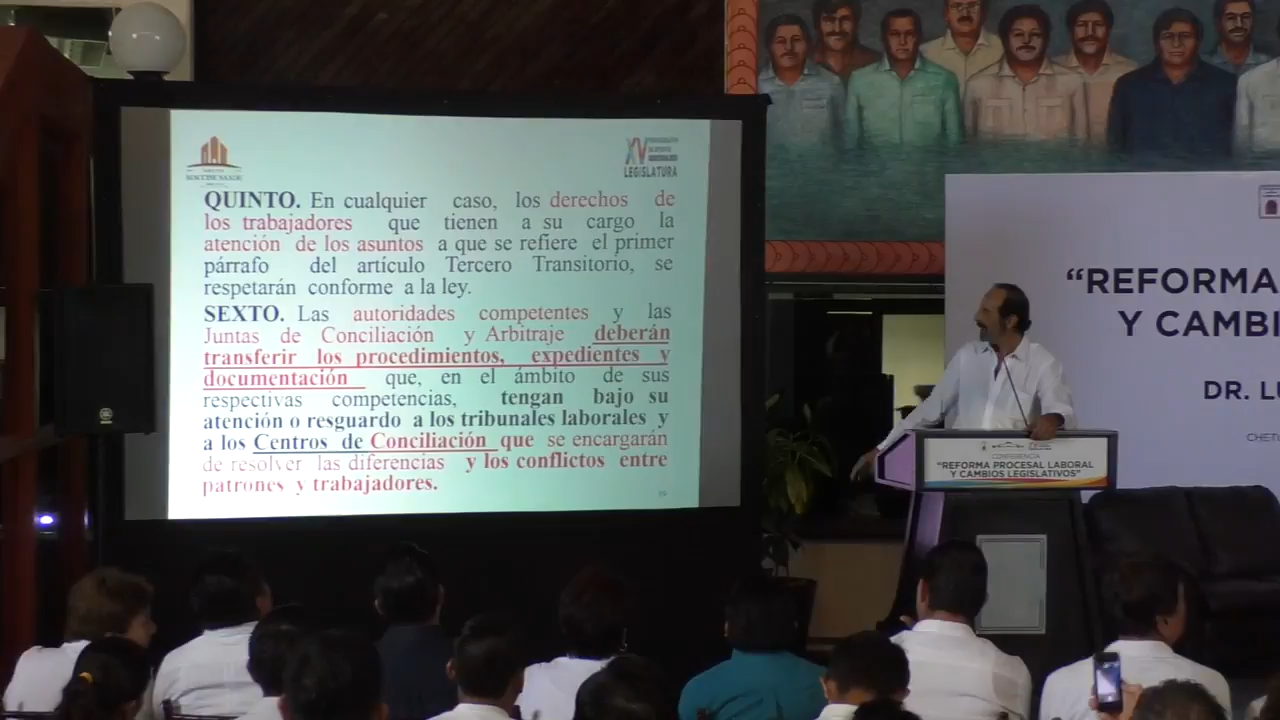 XV
LEGISLATURA
QUINTO. En cualquier caso, los derechos de
los trabajadores que tienen a su cargo la
atención de los asuntos a que se refiere el primer
párrafo del artículo Tercero Transitorio, se
respetarán conforme a la ley.
SEXTO. Las autoridades competentes y las
Juntas de Conciliación y Arbitraje deberán
transferir los procedimientos, expedientes y
documentación que, en el ámbito de sus
respectivas competencias, tengan bajo su
atención o resguardo a los tribunales laborales y
a los Centros de Conciliación que se encargarán
de resolver las diferencias y los conflictos entre
patrones y trabajadores.
“REFORMA
Y CAMBI
DR. LU
CHET
CONFERENCIA
“REFORMA PROCESAL LABORAL
Y CAMBIOS LEGISLATIVOS”